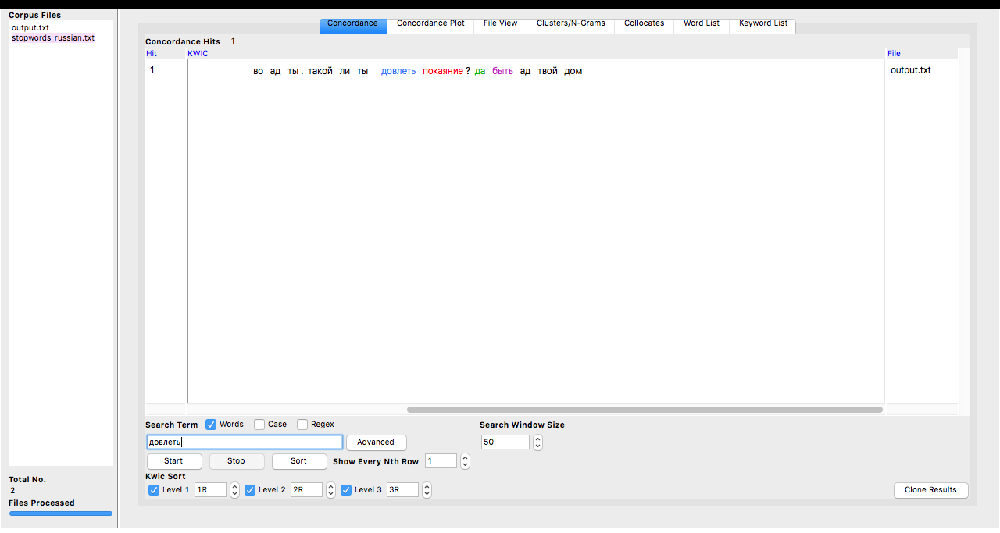 Corpus Files
output.txt
stopwords_russian.txt
Total No.
2
Files Processed
Concordance Concordance Plot File View Clusters/N-Grams Collocates Word List Keyword List
Concordance Hits 1
Hit KWIC File
1 во ад ты . такой ли ты довлеть покаяние ? да быть ад твой дом output.txt
Search Term Words Case Regex Search Window Size
довлеть Advanced 50
Start Stop Sort Show Every Nth Row 1
Kwic Sort
Level 1 1R Level 2 2R Level 3 3R Clone Results